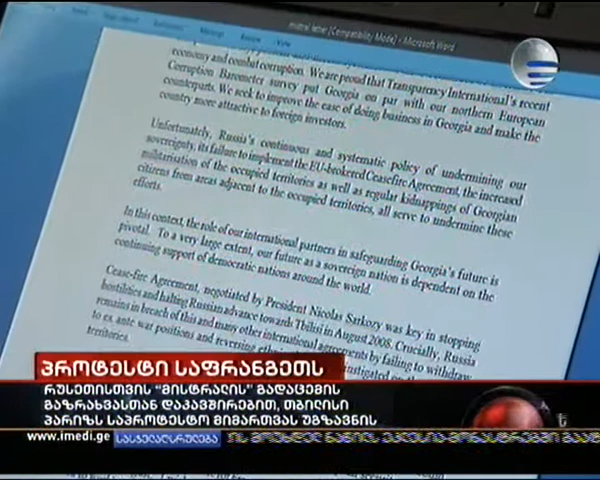 mistral letter [Compatibility Mode] - Microsoft Word
economy and combat corruption. We are proud that Transparency International's recent
Corruption Barometer survey put Georgia on par with our northern European
counterparts. We seek to improve the ease of doing business in Georgia and make the
country more attractive to foreign investors.
Unfortunately, Russia's continuous and systematic policy of undermining our
sovereignty, its failure to implement the EU-brokered Ceasefire Agreement, the increased
militarisation of the occupied territories as well as regular kidnappings of Georgian
citizens from areas adjacent to the occupied territories, all serve to undermine these
efforts.
In this context, the role of our international partners in safeguarding Georgia's future is
pivotal. To a very large extent, our future as a sovereign nation is dependent on the
continuing support of democratic nations around the world.
Cease-fire Agreement, negotiated by President Nicolas Sarkozy was key in stopping
hostilities and halting Russian advance towards Tbilisi in August 2008. Crucially, Russia
remains in breach of this and many other international agreements by failing to withdraw
to ex ante war positions and reversing
territories.
პროტესტი საფრანგეთს
რუსეთისთვის "მისტრალის" გადაცემის
გაზრახვასთან დაკავშირებით, თბილისი
პარიზს საპროტესტო მიმართვას უგზავნის
www.imedi.ge